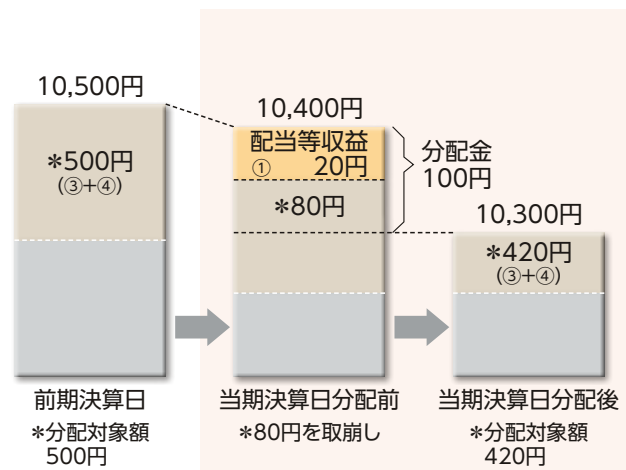 10,500円
*500円
(③+④)
前期決算日
*分配対象額
500円
10,400円
配当等収益
① 20円
*80円
分配金
100円
当期決算日分配前
*80円を取崩し
10,300円
*420円
(③+④)
当期決算日分配後
*分配対象額
420円